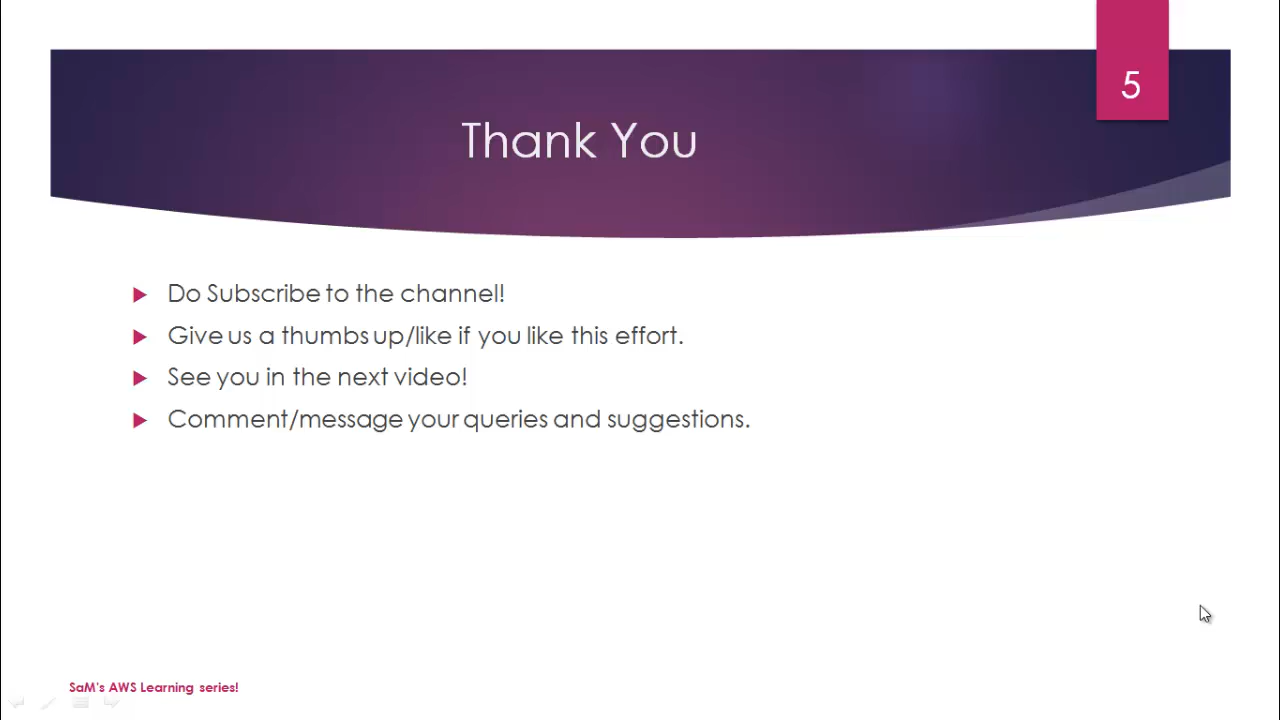 5
Thank You
Do Subscribe to the channel!
Give us a thumbs up/like if you like this effort.
See you in the next video!
Comment/message your queries and suggestions.
SaM's AWS Learning series!